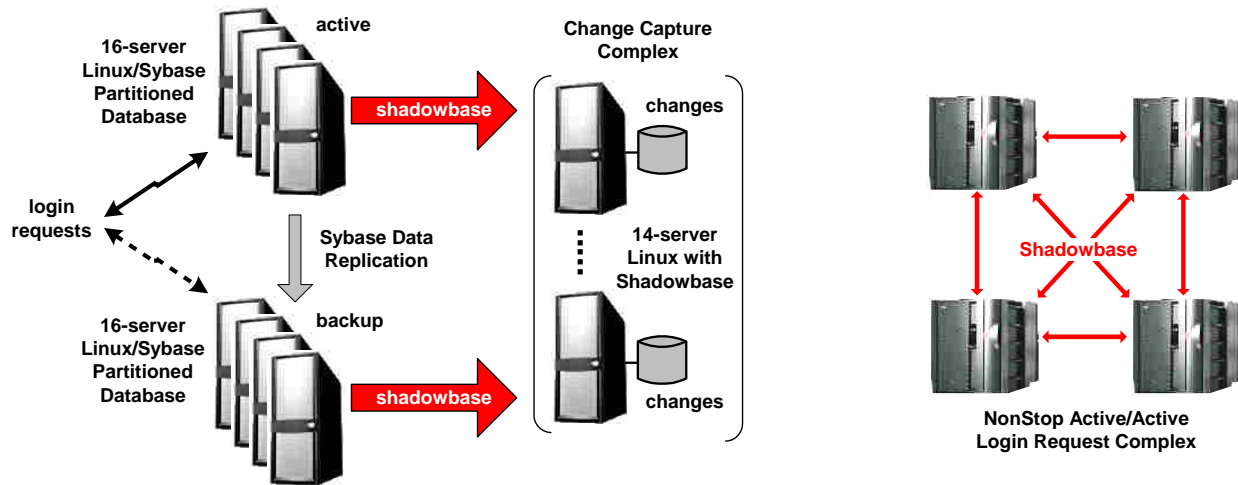 active
16-server
Linux/Sybase
Partitioned
Database
shadowbase
Change Capture
Complex
changes
login
requests
Sybase Data
Replication
14-server
Linux with
Shadowbase
backup
16-server
Linux/Sybase
Partitioned
Database
shadowbase
changes
Shadowbase
NonStop Active/Active
Login Request Complex